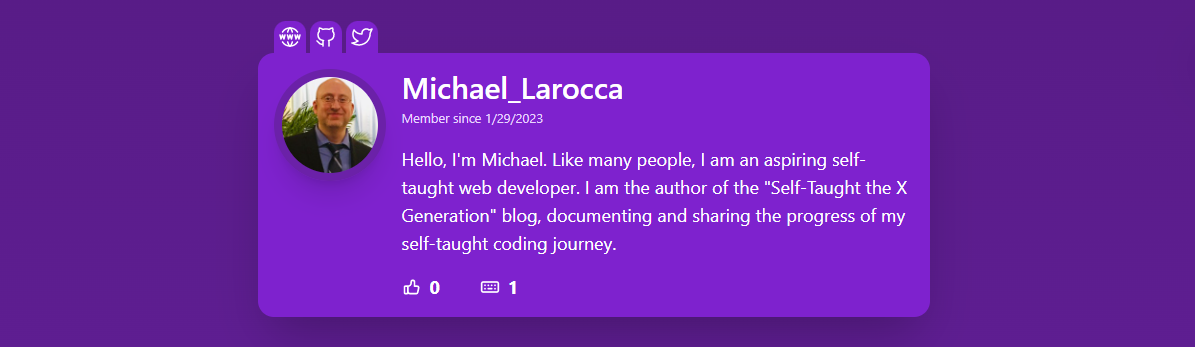 WWW
Michael_Larocca
Member since 1/29/2023
Hello, I'm Michael. Like many people, I am an aspiring self-
taught web developer. I am the author of the "Self-Taught the X
Generation" blog, documenting and sharing the progress of my
self-taught coding journey.
0 1